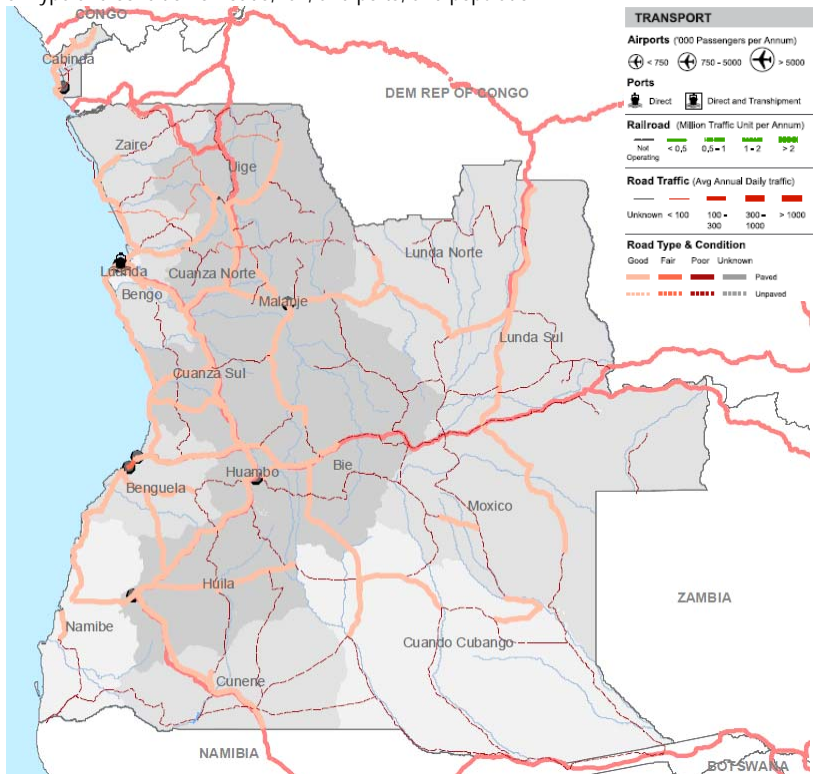 CONGO
Cabinda
DEM REP OF CONGO
Zaire
Uige
Lunda Norte
Luanda
Cuanza Norte
Bengo
Malanje
Lunda Sul
Cuanza Sul
Huambo
Bie
Benguela
Moxico
Huila
ZAMBIA
Namibe
Cuando Cubango
Cunene
NAMIBIA
BOTSWANA
TRANSPORT
Airports ('000 Passengers per Annum)
< 750 750 - 5000 > 5000
Ports
Direct Direct and Transhipment
Railroad (Million Traffic Unit per Annum)
Not Operating < 0,5 0,5 - 1 1 - 2 > 2
Road Traffic (Avg Annual Daily traffic)
Unknown < 100 100 - 300 300 - 1000 > 1000
Road Type & Condition
Good Fair Poor Unknown
Paved
Unpaved